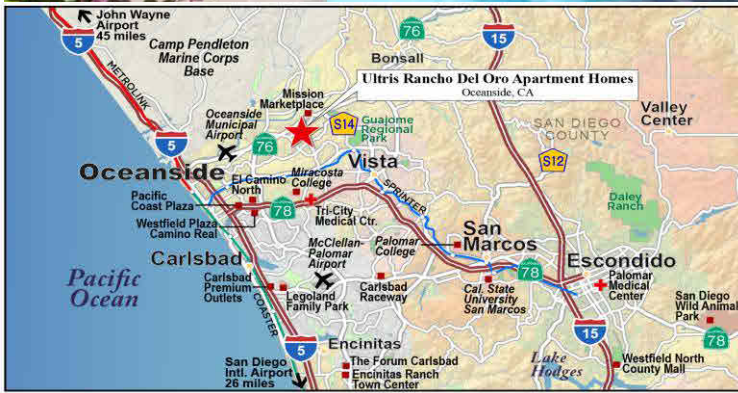 John Wayne
Airport
45 miles
5
METROLINK
Camp Pendleton
Marine Corps
Base
76
Bonsall
15
Ultris Rancho Del Oro Apartment Homes
Oceanside, CA
Mission
Marketplace
Oceanside
Municipal
Airport
S14
Guajome
Regional
Park
SAN DIEGO
COUNTY
Valley
Center
5
76
S12
Oceanside
Vista
El Camino
North
Miracosta
College
Daley
Ranch
Pacific
Coast Plaza
78
Tri-City
Medical Ctr.
SPRINTER
Westfield Plaza
Camino Real
McClellan-
Palomar
Airport
Palomar
College
San
Marcos
Carlsbad
Escondido
Pacific
Ocean
Carlsbad
Premium
Outlets
Legoland
Family Park
Carlsbad
Raceway
Cal. State
University
San Marcos
78
Palomar
Medical
Center
San Diego
Wild Animal
Park
COASTER
15
78
5
Encinitas
San Diego
Intl. Airport
26 miles
The Forum Carlsbad
Encinitas Ranch
Town Center
Lake
Hodges
Westfield North
County Mall